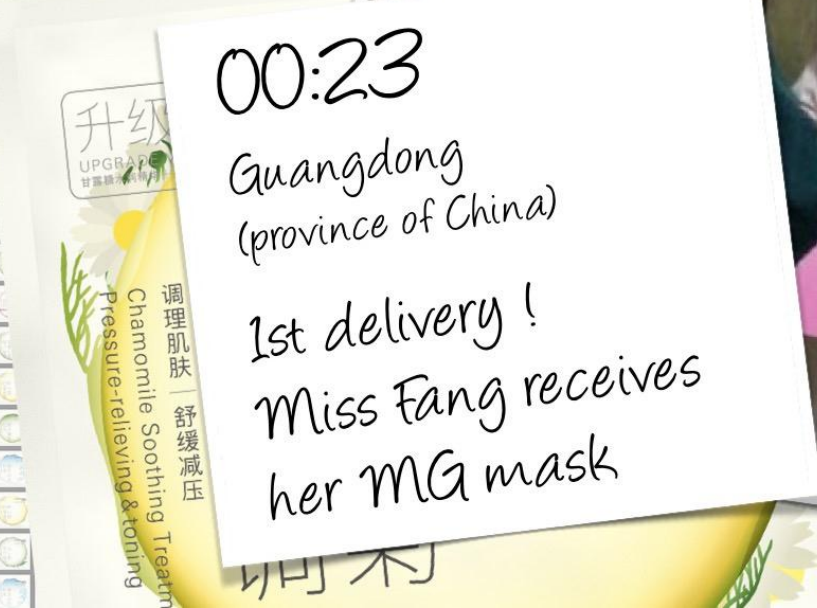 00:23
Guangdong
(province of China)
1st delivery !
Miss Fang receives
her MG mask
升级
UPGRADE
调理肌肤 | 舒缓减压
Chamomile Soothing
Pressure-relieving & toning